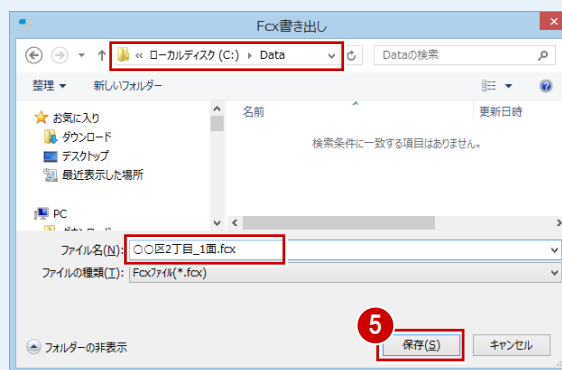 Fcx書き出し
« ローカルディスク (C:) Data
Dataの検索
整理 新しいフォルダー
名前 更新日時
検索条件に一致する項目はありません。
お気に入り
ダウンロード
デスクトップ
最近表示した場所
PC
ファイル名(N): 〇〇区2丁目_1面.fcx
ファイルの種類(T): Fcxファイル(*.fcx)
5
フォルダーの非表示 保存(S) キャンセル